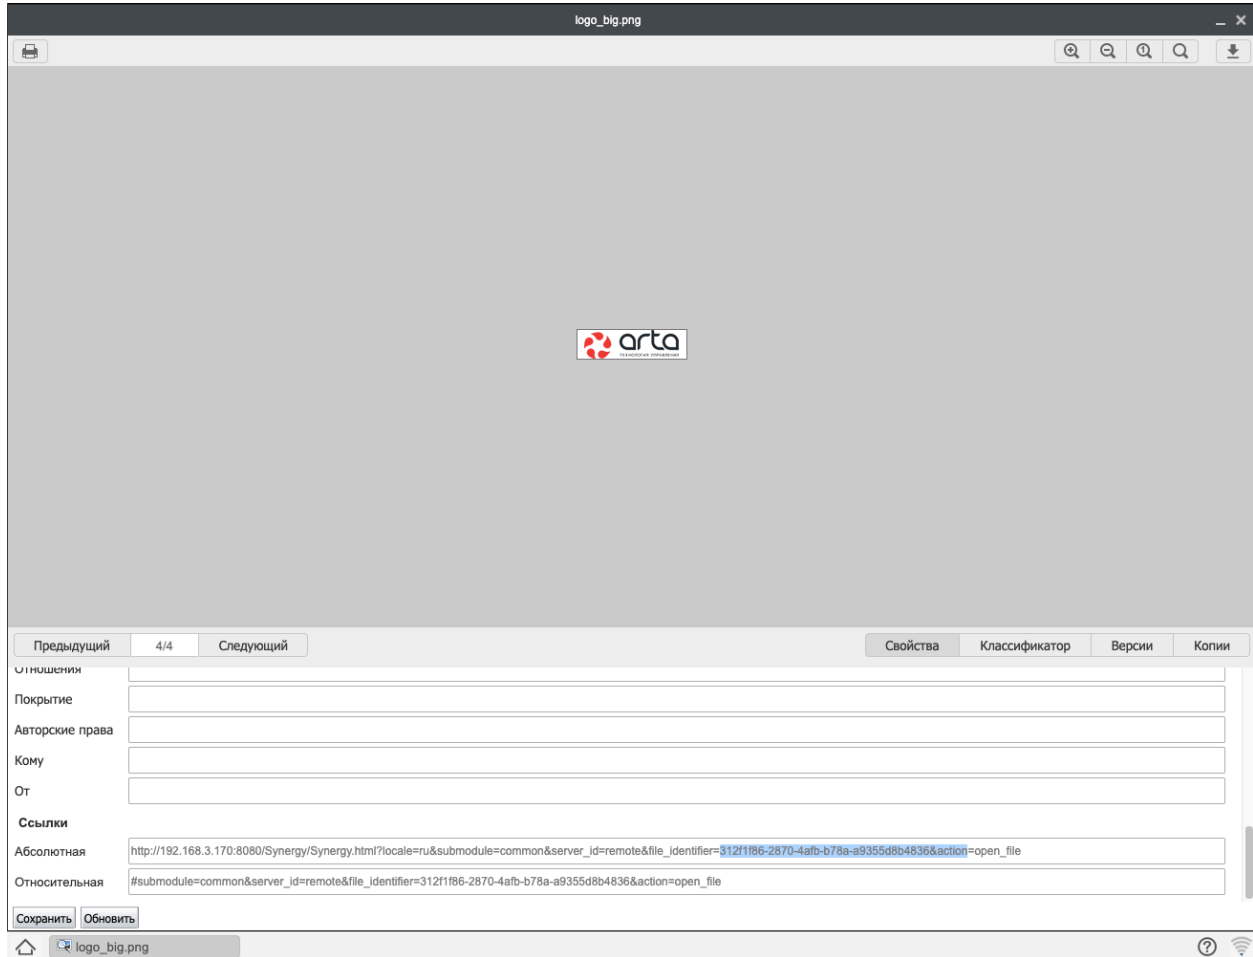 logo_big.png
arta
ТЕХНОЛОГИЯ УПРАВЛЕНИЯ
Предыдущий 4/4 Следующий Свойства Классификатор Версии Копии
Отношения
Покрытие
Авторские права
Кому
От
Ссылки
Абсолютная http://192.168.3.170:8080/Synergy/Synergy.html?locale=ru&submodule=common&server_id=remote&file_identifier=312f1f86-2870-4afb-b78a-a9355d8b4836&action=open_file
Относительная #submodule=common&server_id=remote&file_identifier=312f1f86-2870-4afb-b78a-a9355d8b4836&action=open_file
Сохранить Обновить
logo_big.png